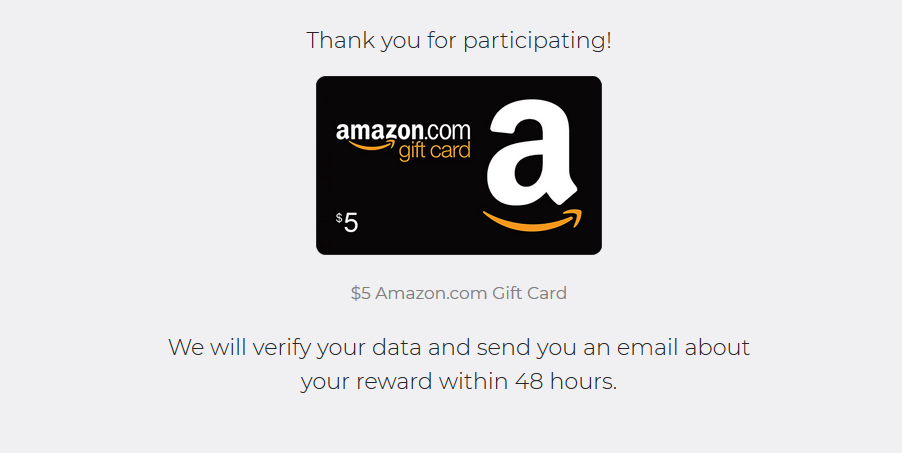 Thank you for participating!
amazon.com
gift card
a
$5
$5 Amazon.com Gift Card
We will verify your data and send you an email about
your reward within 48 hours.